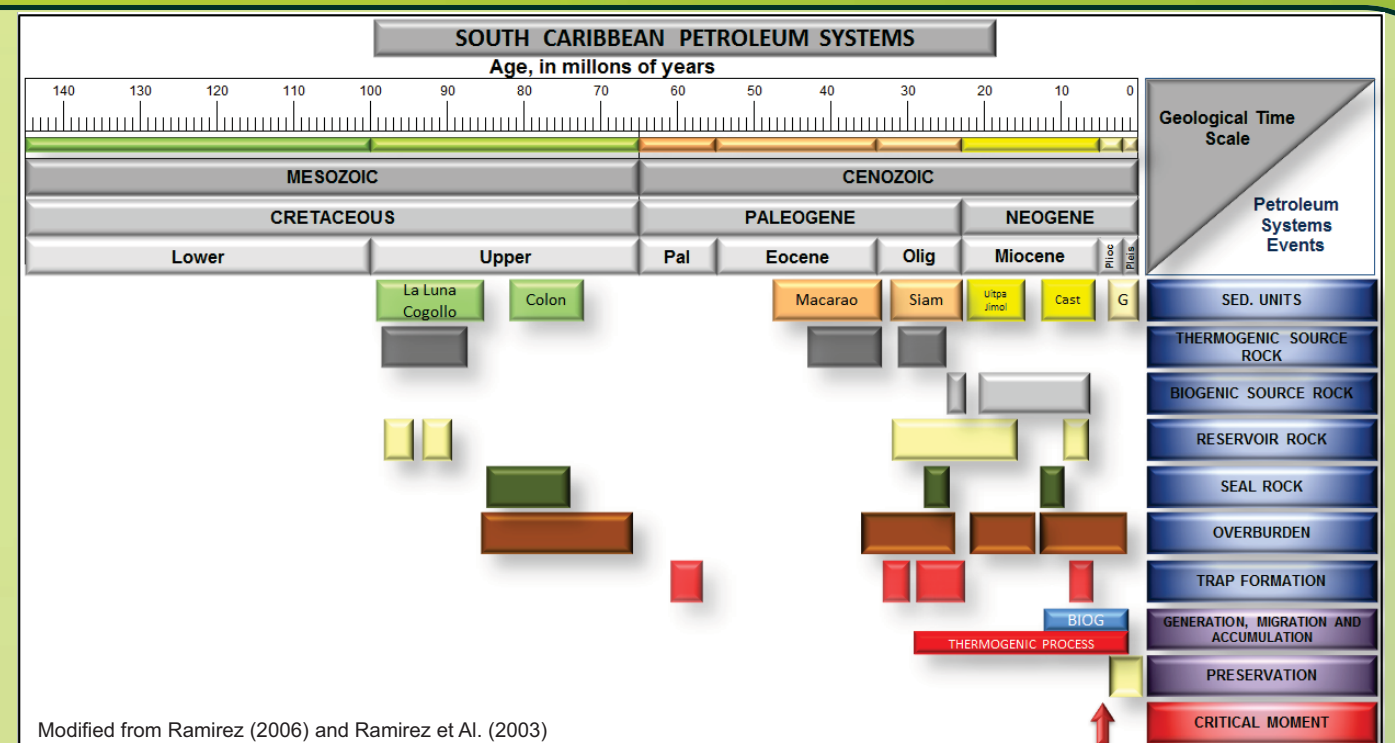 SOUTH CARIBBEAN PETROLEUM SYSTEMS
Age, in millons of years
140 130 120 110 100 90 80 70 60 50 40 30 20 10 0
Geological Time
Scale
Petroleum
Systems
Events
MESOZOIC CENOZOIC
CRETACEOUS PALEOGENE NEOGENE
Lower Upper Pal Eocene Olig Miocene Plioc Pleis
La Luna
Cogollo
Colon
Macarao
Siam
Uitpa
Jimol
Cast
G
SED. UNITS
THERMOGENIC SOURCE
ROCK
BIOGENIC SOURCE ROCK
RESERVOIR ROCK
SEAL ROCK
OVERBURDEN
TRAP FORMATION
BIOG
THERMOGENIC PROCESS
GENERATION, MIGRATION AND
ACCUMULATION
PRESERVATION
CRITICAL MOMENT
Modified from Ramirez (2006) and Ramirez et Al. (2003)